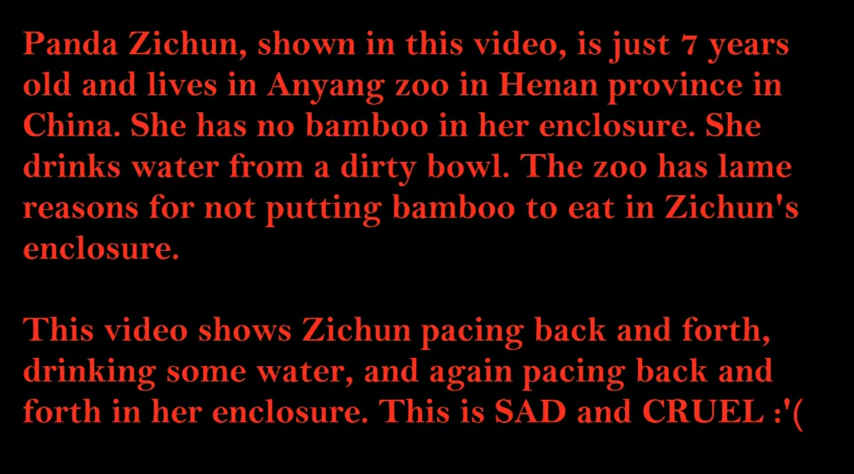 Panda Zichun, shown in this video, is just 7 years
old and lives in Anyang zoo in Henan province in
China. She has no bamboo in her enclosure. She
drinks water from a dirty bowl. The zoo has lame
reasons for not putting bamboo to eat in Zichun's
enclosure.
This video shows Zichun pacing back and forth,
drinking some water, and again pacing back and
forth in her enclosure. This is SAD and CRUEL :'(